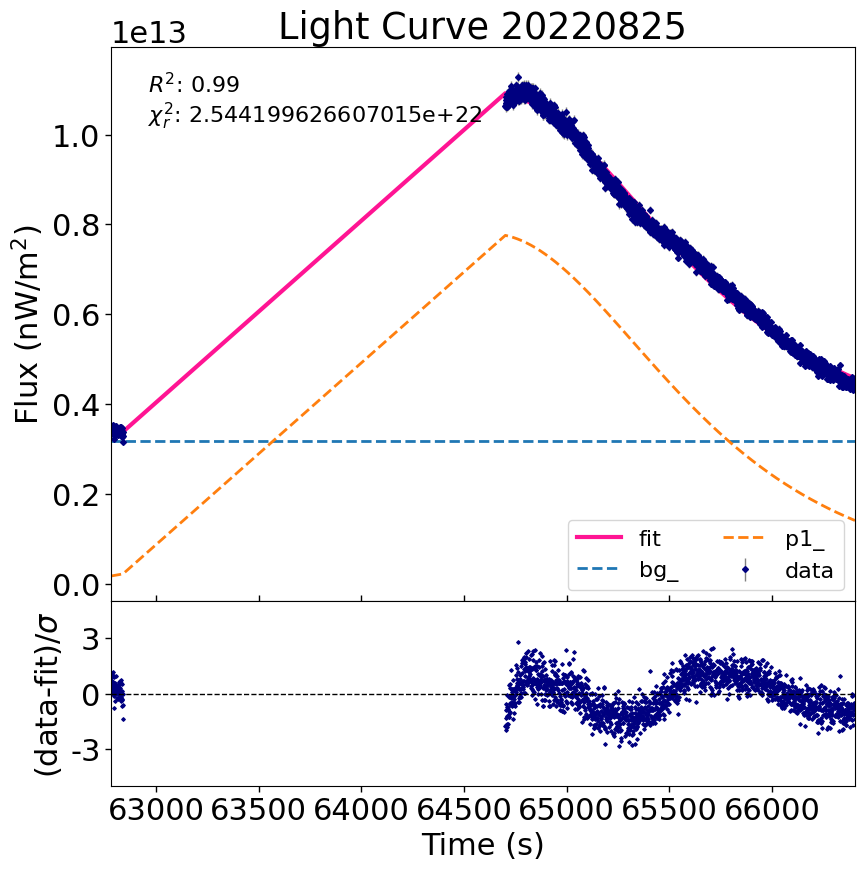 Light Curve 20220825
1e13
R²: 0.99
χ²ᵣ: 2.544199626607015e+22
Flux (nW/m²)
1.0
0.8
0.6
0.4
0.2
0.0
fit
bg_
p1_
data
(data-fit)/σ
3
0
-3
63000 63500 64000 64500 65000 65500 66000
Time (s)